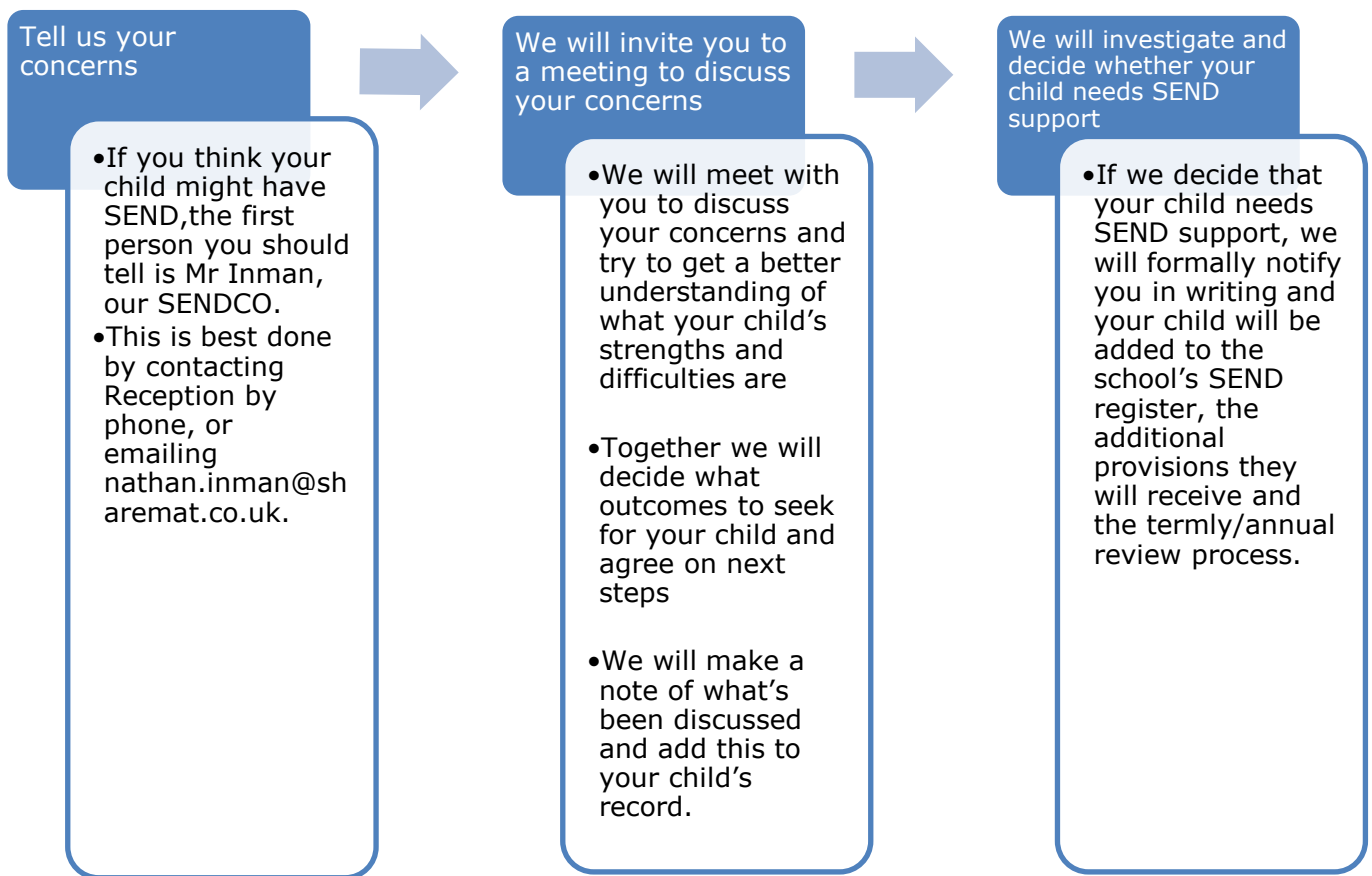 Tell us your
concerns
•If you think your
child might have
SEND,the first
person you should
tell is Mr Inman,
our SENDCO.
•This is best done
by contacting
Reception by
phone, or
emailing
nathan.inman@sh
aremat.co.uk.
We will invite you to
a meeting to discuss
your concerns
•We will meet with
you to discuss
your concerns and
try to get a better
understanding of
what your child’s
strengths and
difficulties are
•Together we will
decide what
outcomes to seek
for your child and
agree on next
steps
•We will make a
note of what’s
been discussed
and add this to
your child’s
record.
We will investigate and
decide whether your
child needs SEND
support
•If we decide that
your child needs
SEND support, we
will formally notify
you in writing and
your child will be
added to the
school’s SEND
register, the
additional
provisions they
will receive and
the termly/annual
review process.